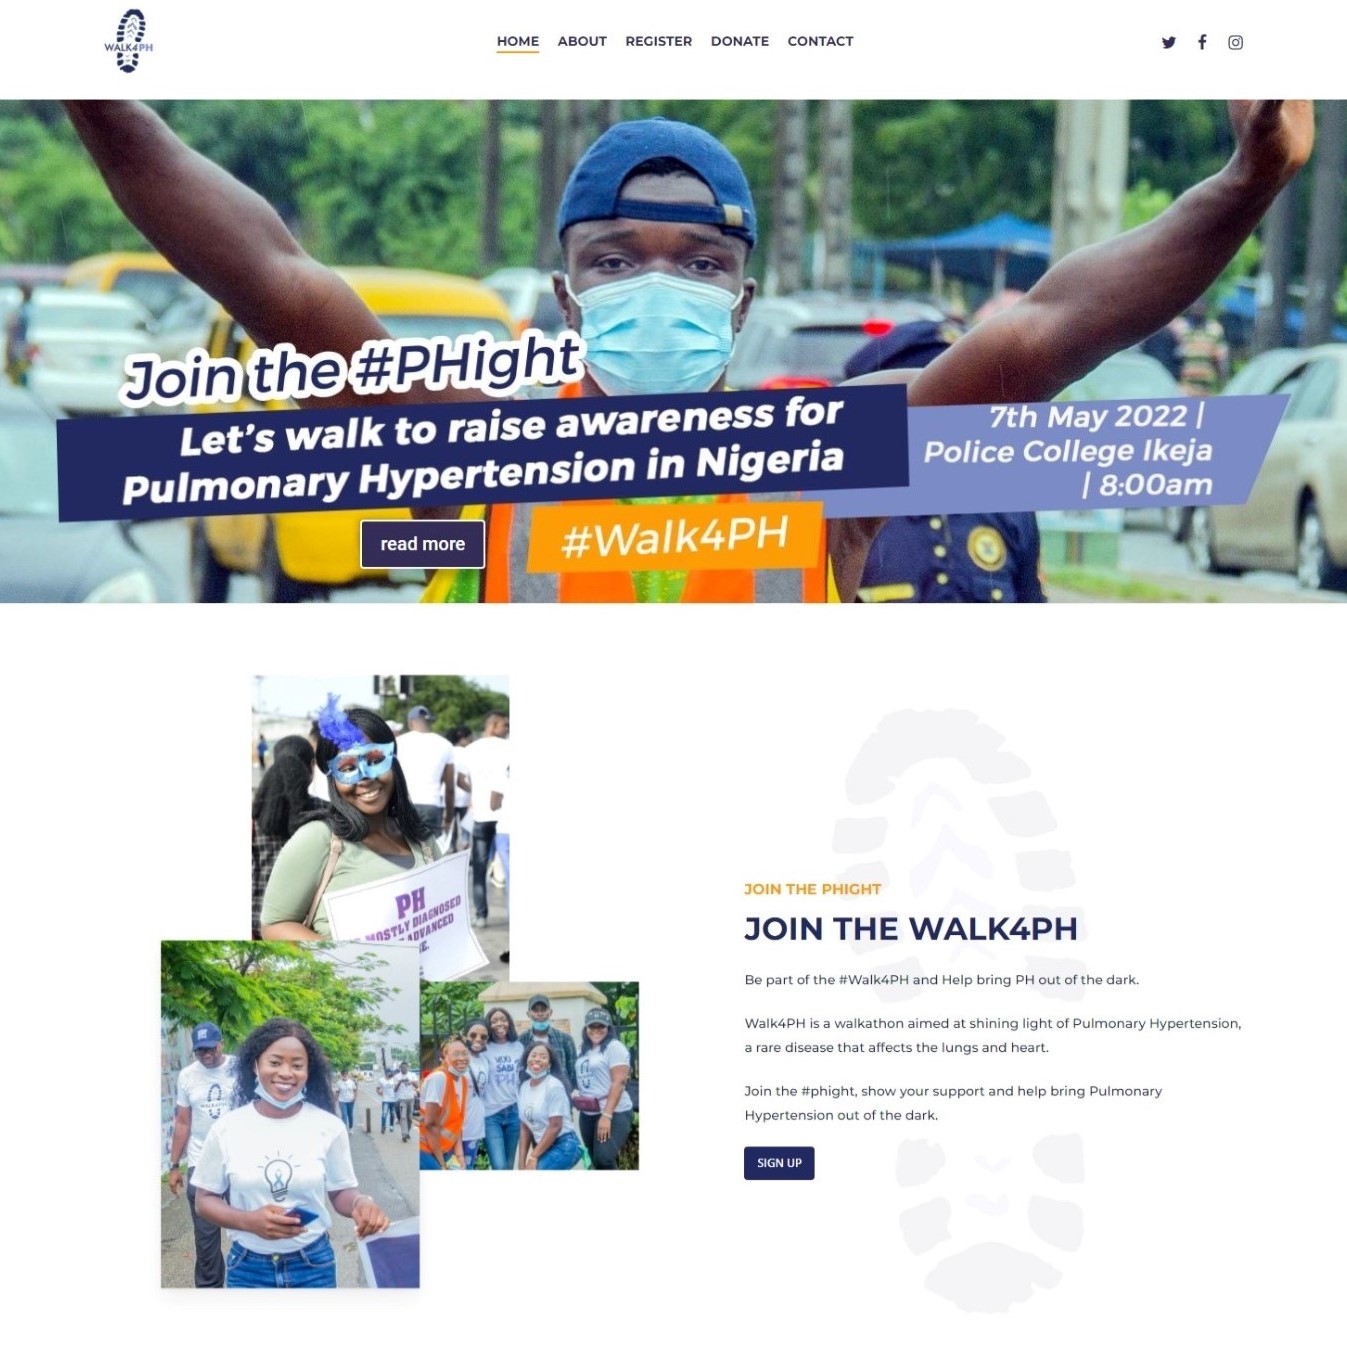 WALK4PH
HOME ABOUT REGISTER DONATE CONTACT
Join the #PHight
Let's walk to raise awareness for
Pulmonary Hypertension in Nigeria
7th May 2022 |
Police College Ikeja
| 8:00am
read more
#Walk4PH
PH
MOSTLY DIAGNOSED
ADVANCED
SABI
PH
WALK4PH
JOIN THE PHIGHT
JOIN THE WALK4PH
Be part of the #Walk4PH and Help bring PH out of the dark.
Walk4PH is a walkathon aimed at shining light of Pulmonary Hypertension,
a rare disease that affects the lungs and heart.
Join the #phight, show your support and help bring Pulmonary
Hypertension out of the dark.
SIGN UP